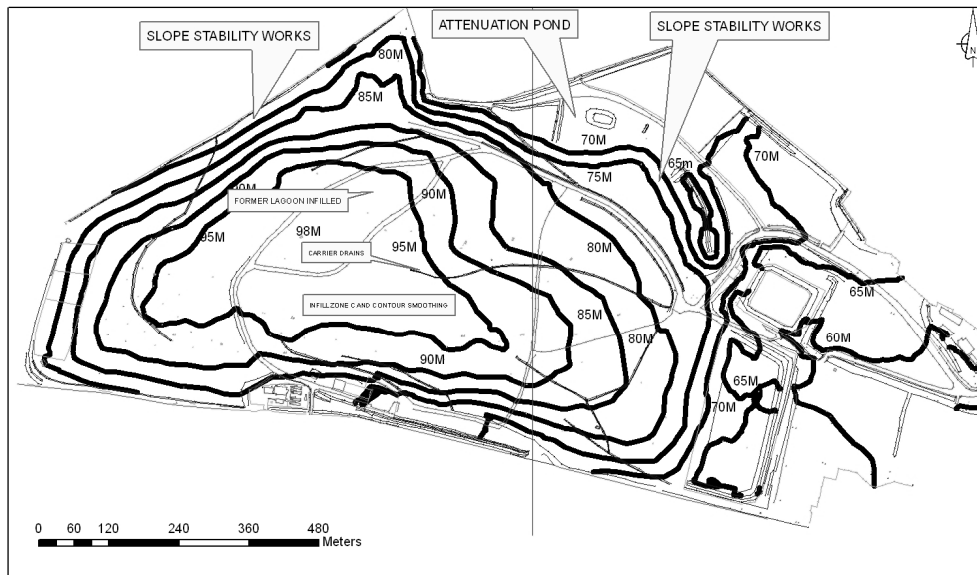 SLOPE STABILITY WORKS
ATTENUATION POND
SLOPE STABILITY WORKS
N
80M
85M
70M
70M
65m
75M
90M
FORMER LAGOON INFILLED
98M
95M
95M
80M
CARRIER DRAINS
INFILL ZONE C AND CONTOUR SMOOTHING
65M
85M
80M
60M
90M
65M
70M
0 60 120 240 360 480
Meters